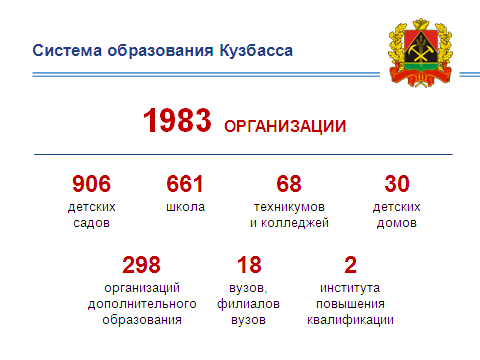 Система образования Кузбасса
1983 ОРГАНИЗАЦИИ
906 661 68 30
детских садов
школа
техникумов и колледжей
детских домов
298 18 2
организаций дополнительного образования
вузов, филиалов вузов
института повышения квалификации